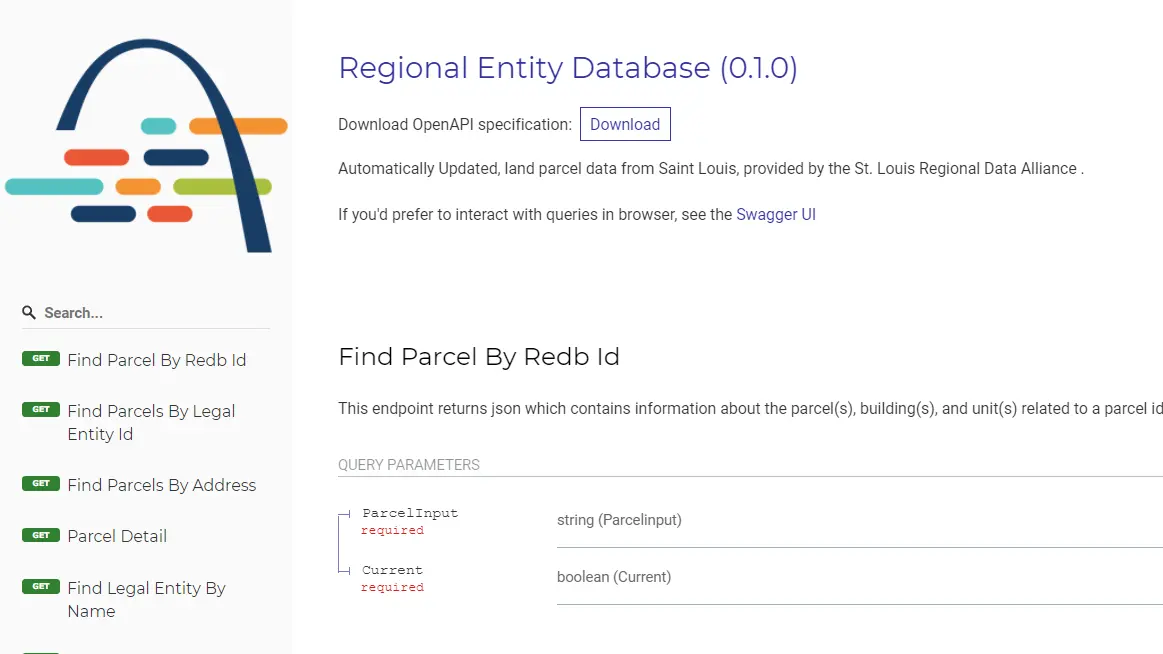 Regional Entity Database (0.1.0)
Download OpenAPI specification: Download
Automatically Updated, land parcel data from Saint Louis, provided by the St. Louis Regional Data Alliance .
If you'd prefer to interact with queries in browser, see the Swagger UI
Search...
GET Find Parcel By Redb Id
GET Find Parcels By Legal
Entity Id
GET Find Parcels By Address
GET Parcel Detail
GET Find Legal Entity By
Name
Find Parcel By Redb Id
This endpoint returns json which contains information about the parcel(s), building(s), and unit(s) related to a parcel id
QUERY PARAMETERS
ParcelInput
required
string (Parcelinput)
Current
required
boolean (Current)